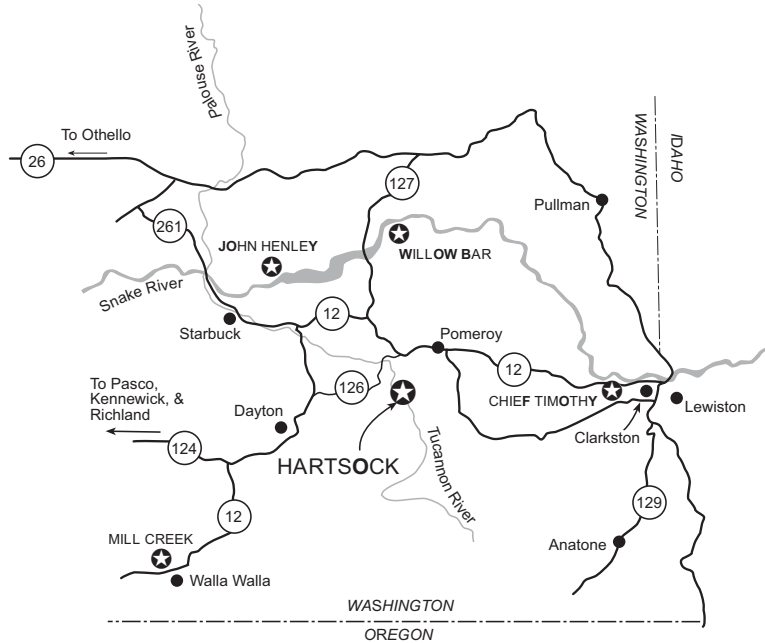 Palouse River
To Othello
26
WASHINGTON
IDAHO
127
Pullman
261
JOHN HENLEY
WILLOW BAR
Snake River
12
Starbuck
Pomeroy
12
To Pasco,
Kennewick, &
Richland
126
CHIEF TIMOTHY
Lewiston
Dayton
Clarkston
124
HARTSOCK
Tucannon River
129
12
MILL CREEK
Anatone
Walla Walla
WASHINGTON
OREGON